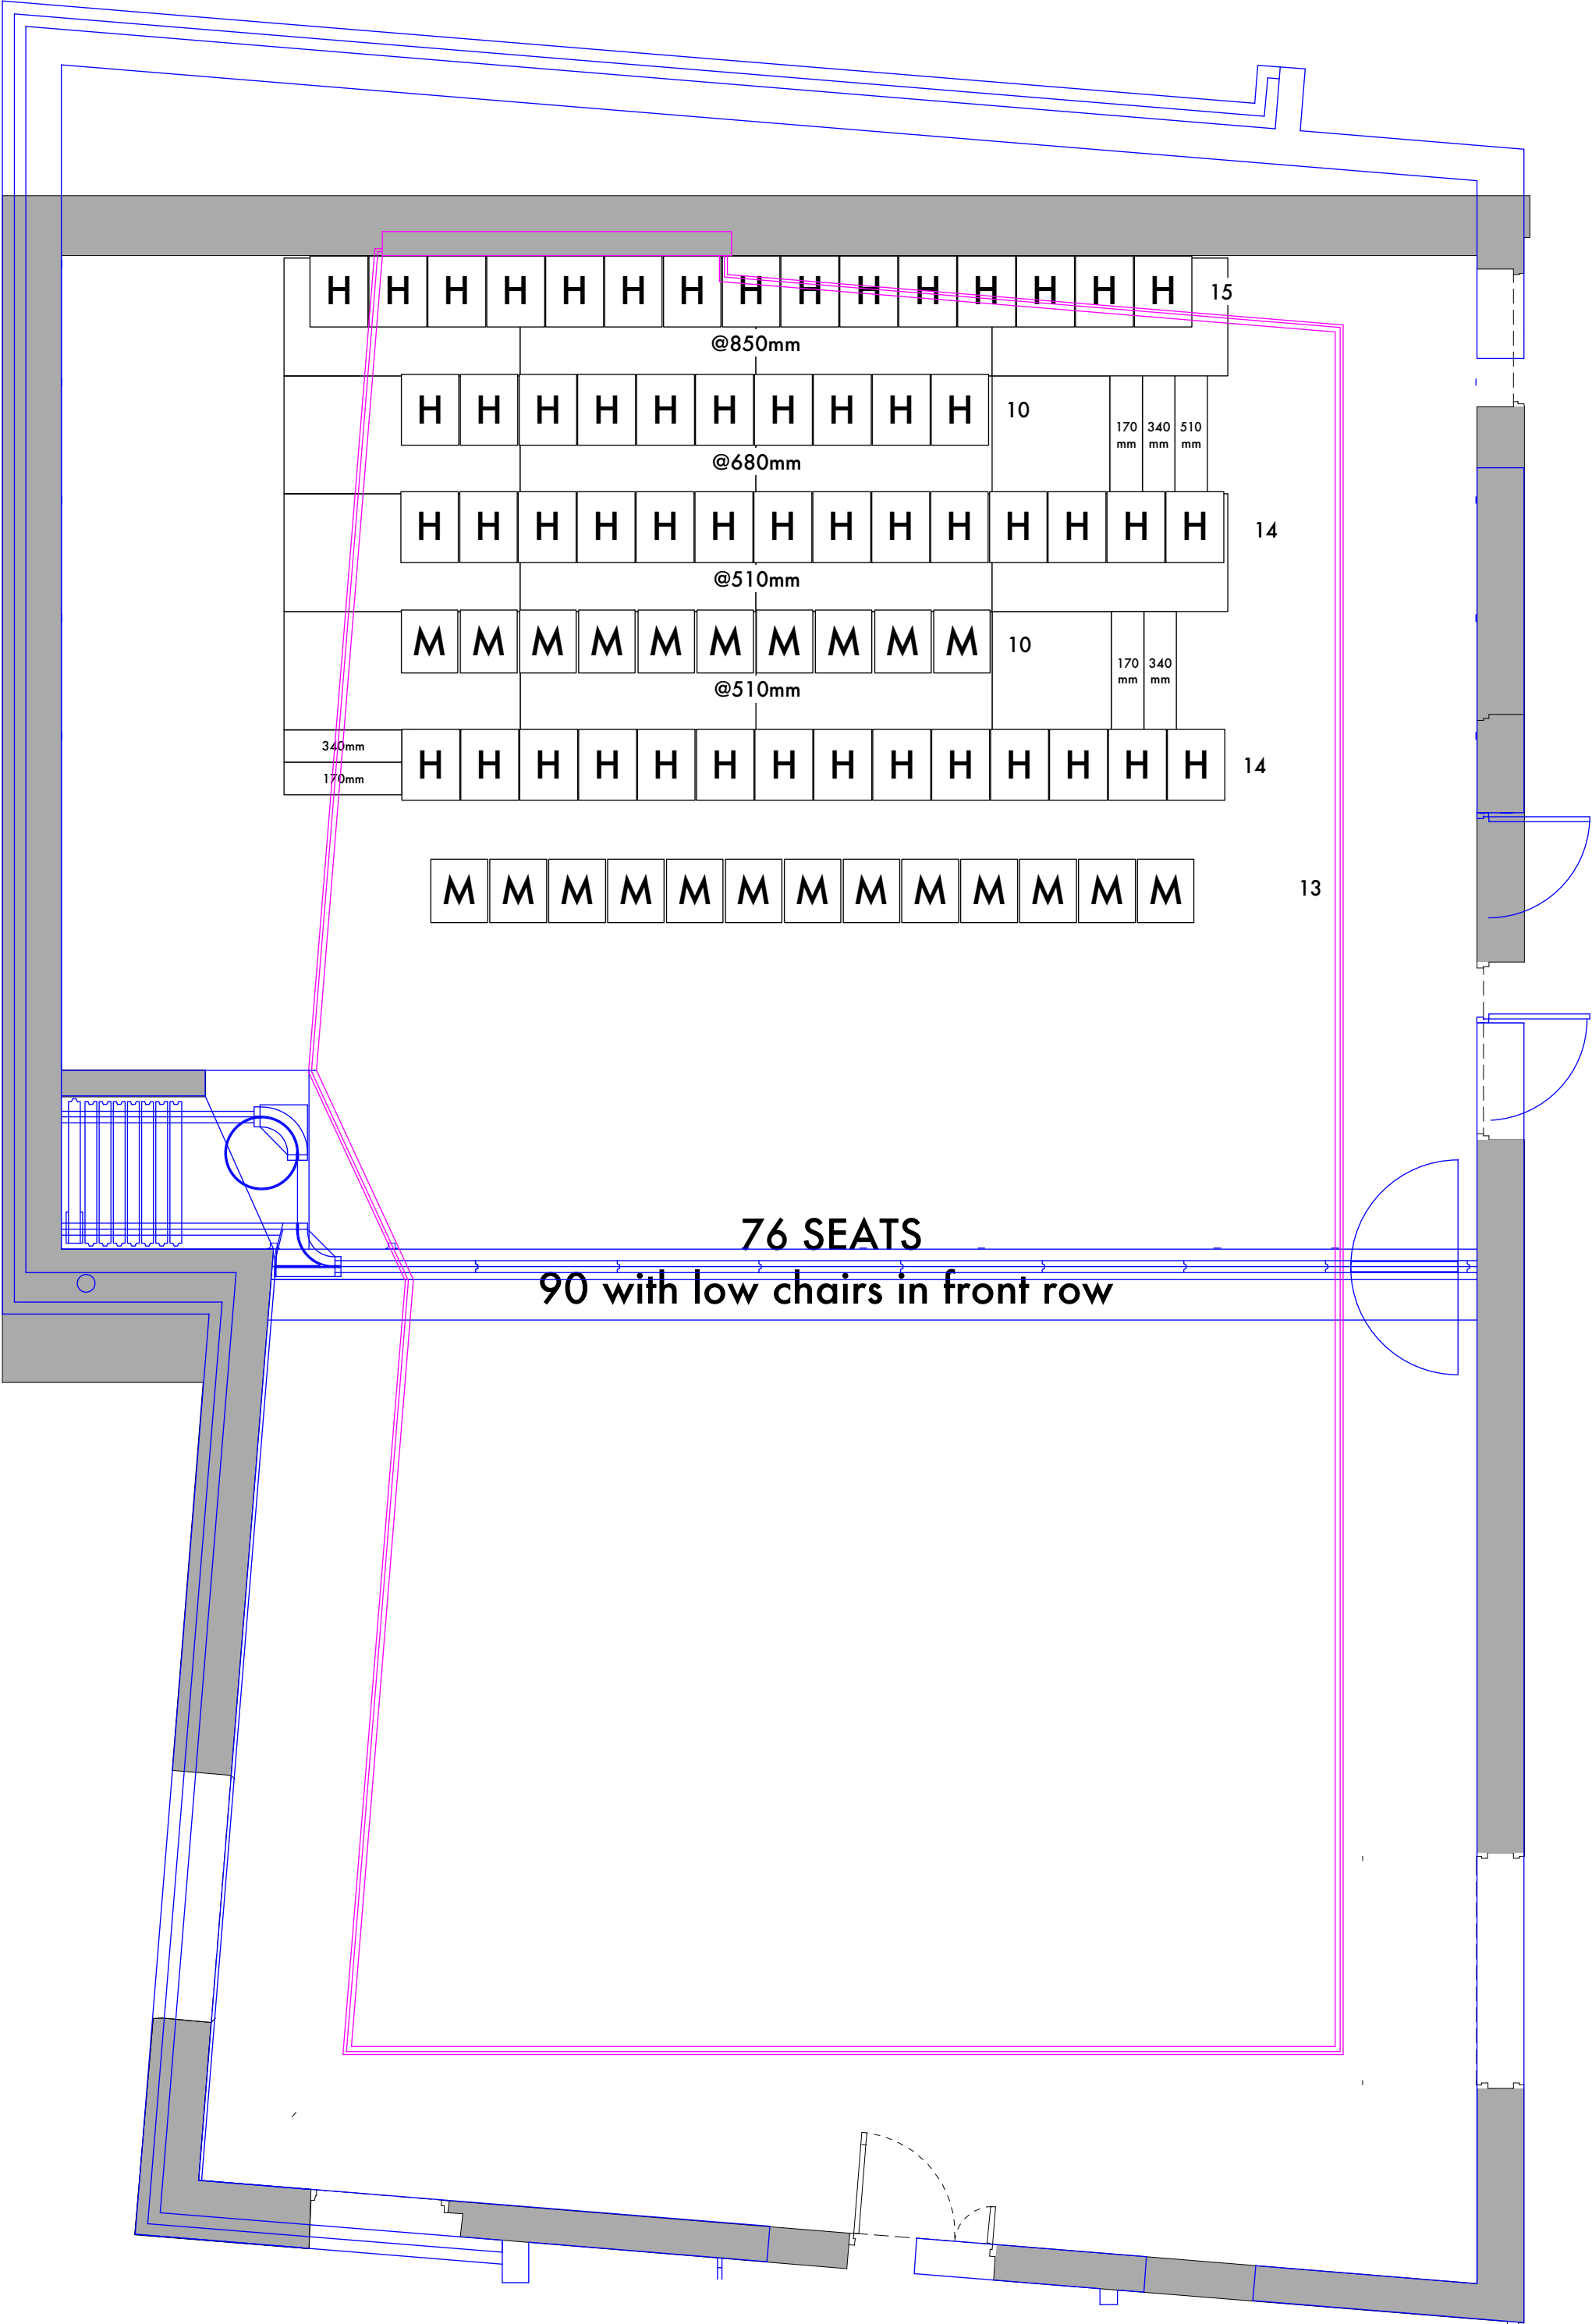 H H H H H H H H H H H H H H H 15
@850mm
H H H H H H H H H H 10
170 mm 340 mm 510 mm
@680mm
H H H H H H H H H H H H H H 14
@510mm
M M M M M M M M M M 10
170 mm 340 mm
@510mm
340mm
H H H H H H H H H H H H H H 14
170mm
M M M M M M M M M M M M M 13
76 SEATS
90 with low chairs in front row